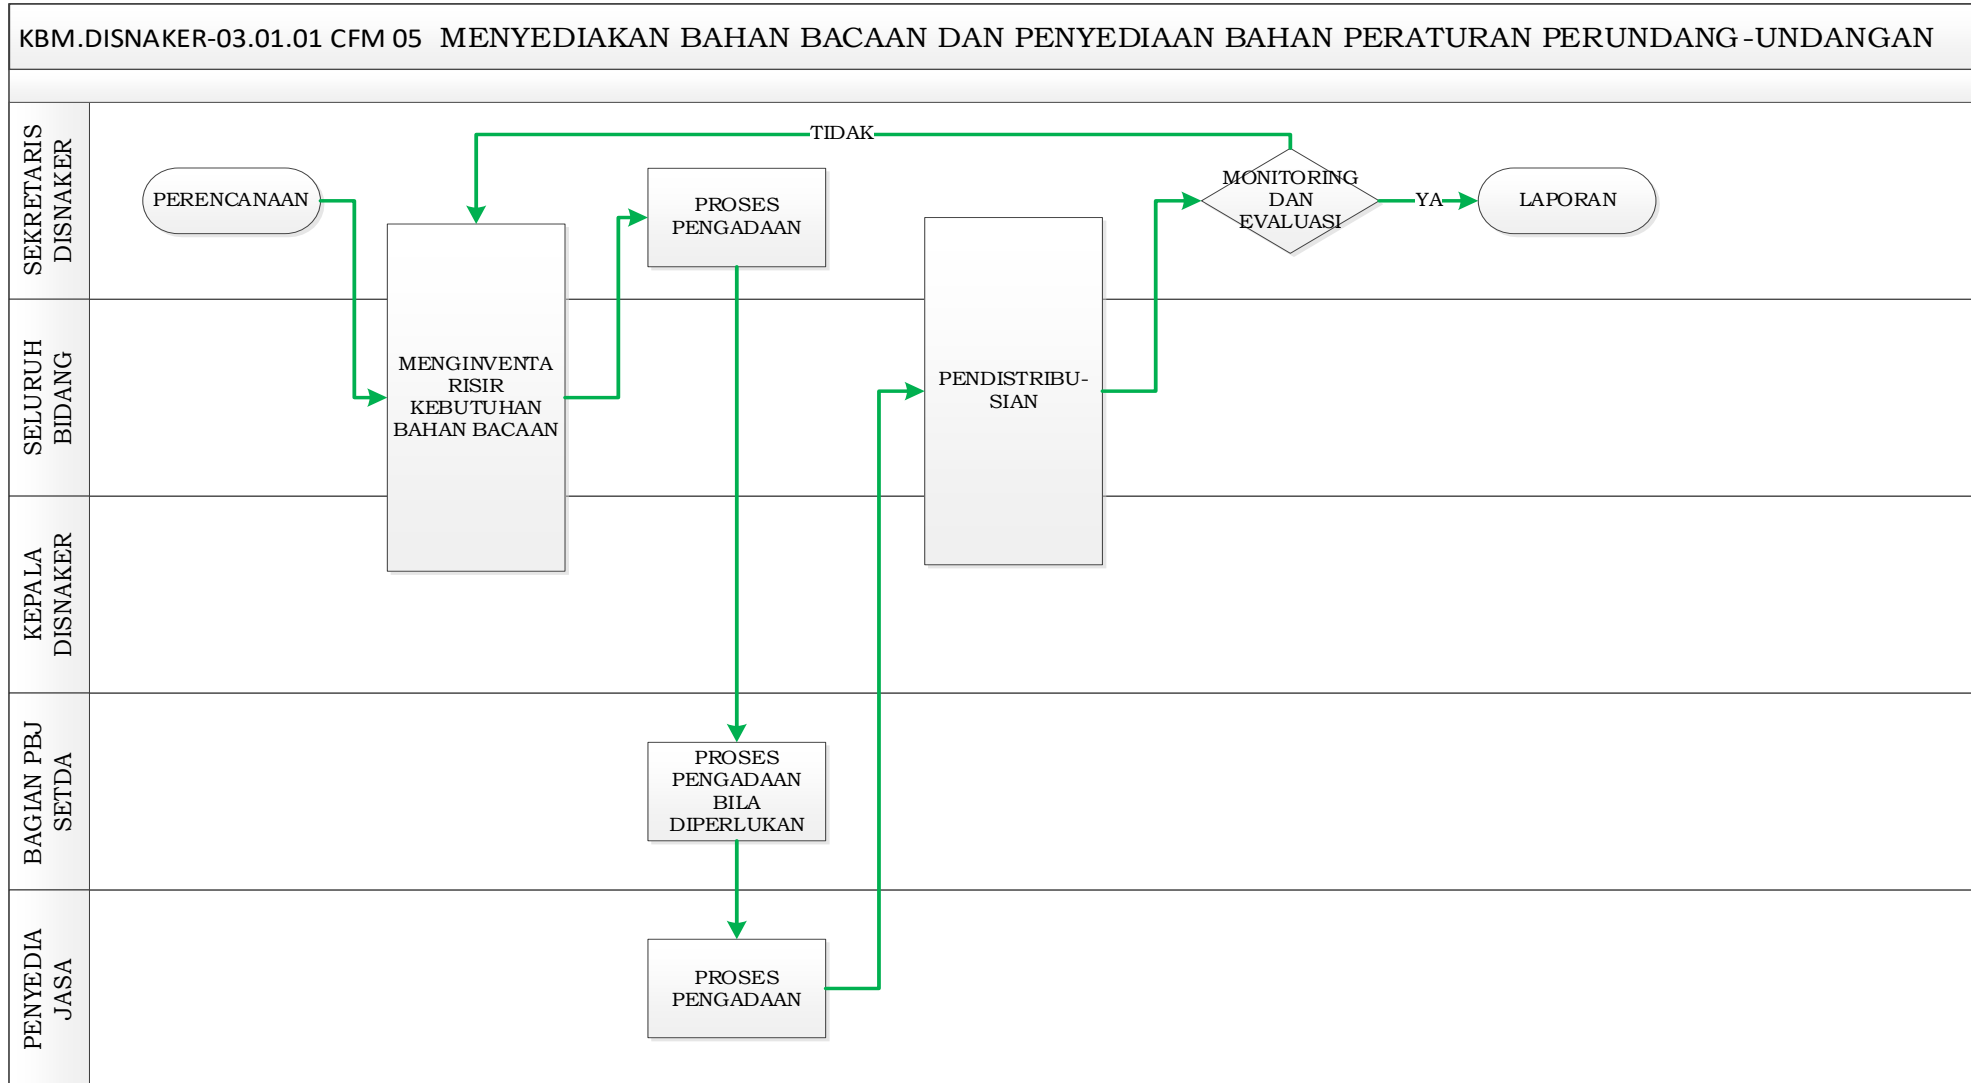 KBM.DISNAKER-03.01.01 CFM 05 MENYEDIAKAN BAHAN BACAAN DAN PENYEDIAAN BAHAN PERATURAN PERUNDANG-UNDANGAN
SEKRETARIS
DISNAKER
TIDAK
PERENCANAAN
PROSES
PENGADAAN
MONITORING
DAN
EVALUASI
YA
LAPORAN
SELURUH
BIDANG
MENGINVENTA
RISIR
KEBUTUHAN
BAHAN BACAAN
PENDISTRIBU-
SIAN
KEPALA
DISNAKER
BAGIAN PBJ
SETDA
PROSES
PENGADAAN
BILA
DIPERLUKAN
PENYEDIA
JASA
PROSES
PENGADAAN